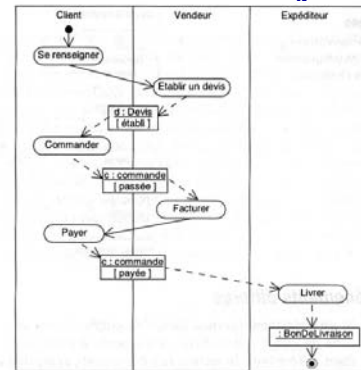 Client
Vendeur
Expéditeur
Se renseigner
Etablir un devis
d : Devis
[ établi ]
Commander
c : commande
[ passée ]
Facturer
Payer
c : commande
[ payée ]
Livrer
: BonDeLivraison